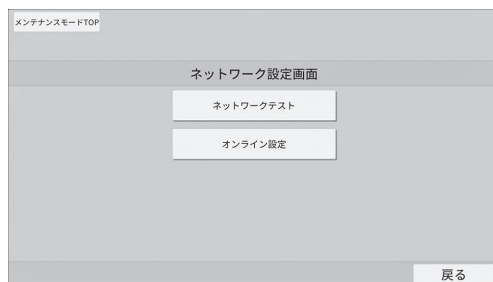 メンテナンスモードTOP
ネットワーク設定画面
ネットワークテスト
オンライン設定
戻る